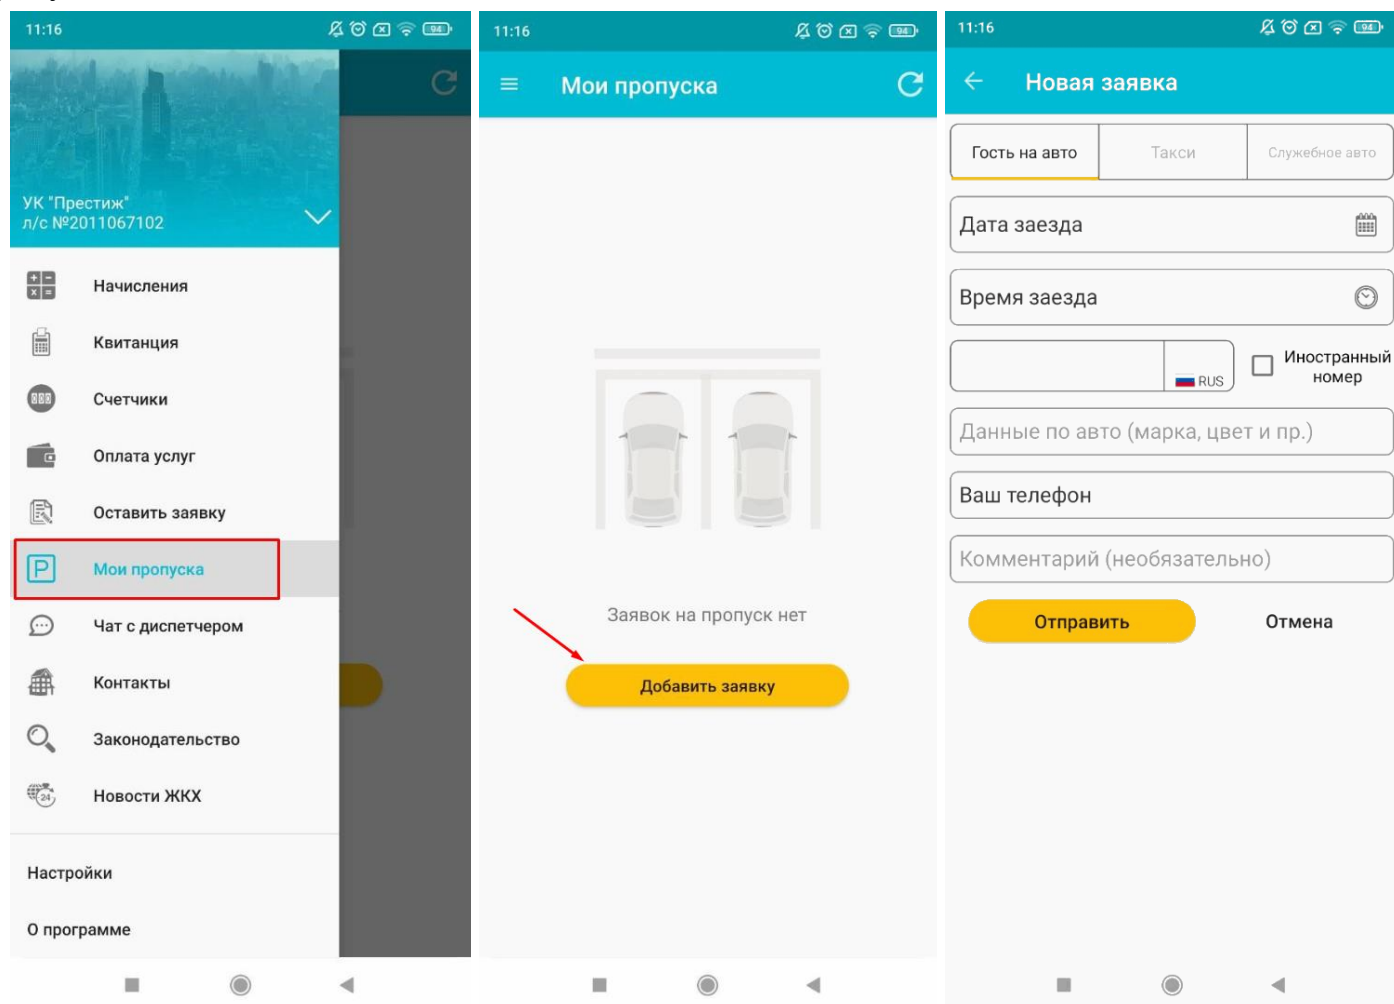 11:16
94
УК "Престиж"
л/с №2011067102
Начисления
Квитанция
Счетчики
Оплата услуг
Оставить заявку
Мои пропуска
Чат с диспетчером
Контакты
Законодательство
Новости ЖКХ
Настройки
О программе
11:16
94
Мои пропуска
Заявок на пропуск нет
Добавить заявку
11:16
94
Новая заявка
Гость на авто
Такси
Служебное авто
Дата заезда
Время заезда
RUS
Иностранный
номер
Данные по авто (марка, цвет и пр.)
Ваш телефон
Комментарий (необязательно)
Отправить
Отмена